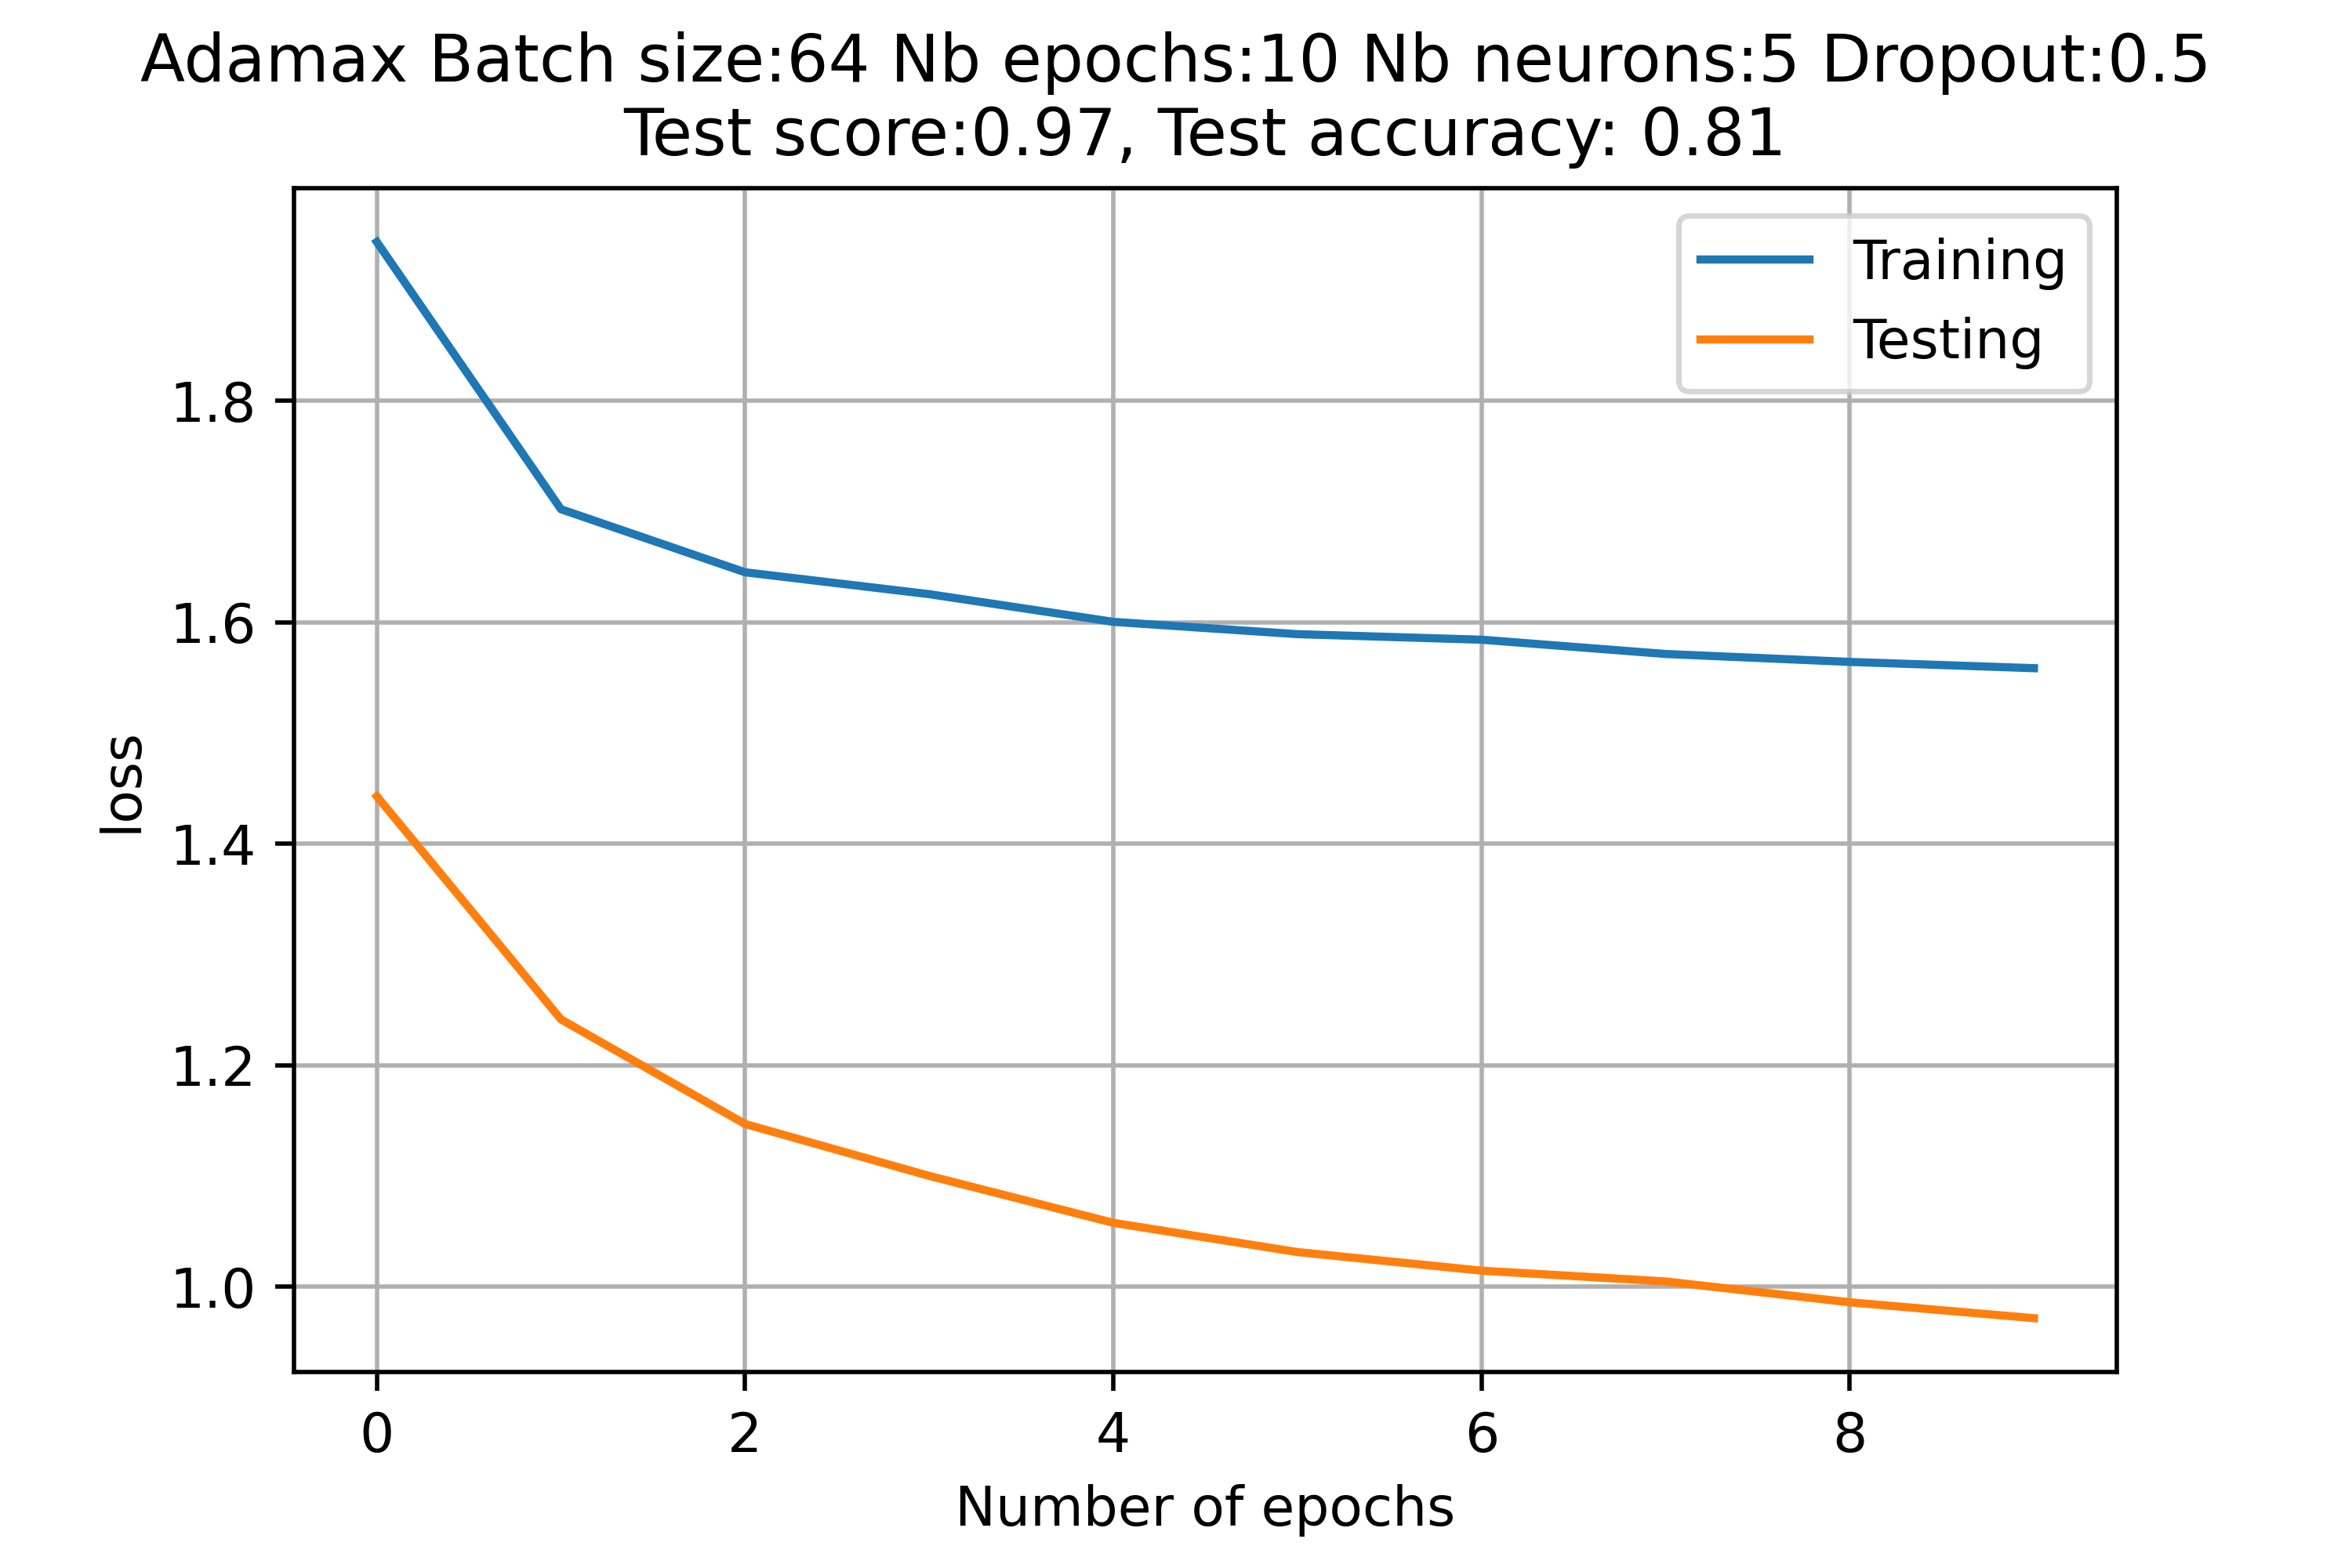 Adamax Batch size:64 Nb epochs:10 Nb neurons:5 Dropout:0.5
Test score:0.97, Test accuracy: 0.81
Training
Testing
1.8
1.6
1.4
1.2
1.0
loss
0 2 4 6 8
Number of epochs